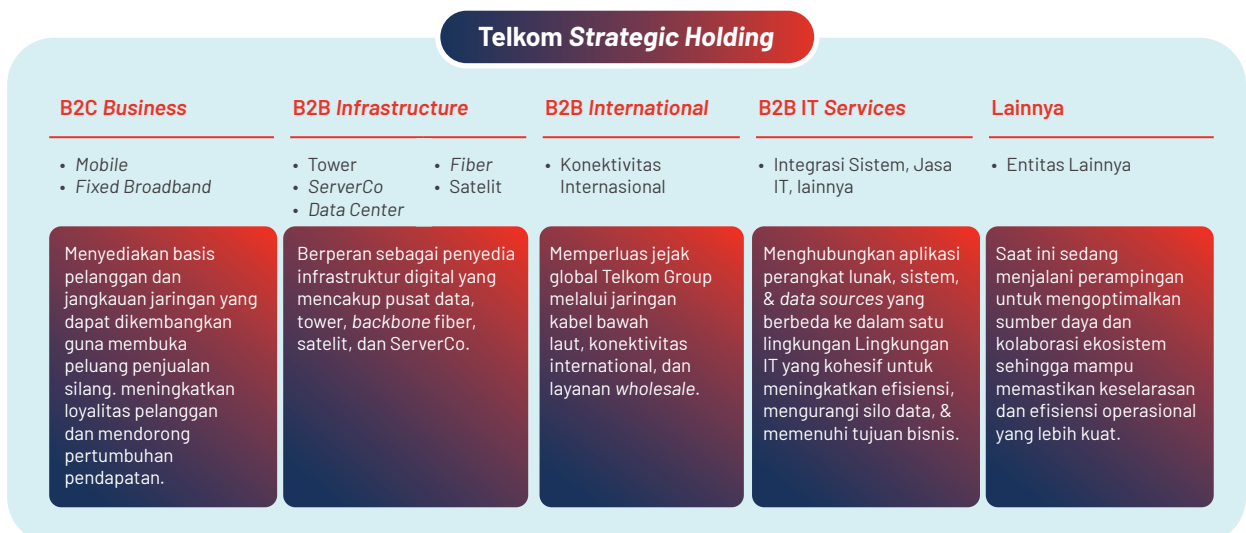 Telkom Strategic Holding
B2C Business
• Mobile
• Fixed Broadband
Menyediakan basis
pelanggan dan
jangkauan jaringan yang
dapat dikembangkan
guna membuka
peluang penjualan
silang. meningkatkan
loyalitas pelanggan
dan mendorong
pertumbuhan
pendapatan.
B2B Infrastructure
• Tower
• ServerCo
• Data Center
• Fiber
• Satelit
Berperan sebagai penyedia
infrastruktur digital yang
mencakup pusat data,
tower, backbone fiber,
satelit, dan ServerCo.
B2B International
• Konektivitas
Internasional
Memperluas jejak
global Telkom Group
melalui jaringan
kabel bawah
laut, konektivitas
international, dan
layanan wholesale.
B2B IT Services
• Integrasi Sistem, Jasa
IT, lainnya
Menghubungkan aplikasi
perangkat lunak, sistem,
& data sources yang
berbeda ke dalam satu
lingkungan Lingkungan
IT yang kohesif untuk
meningkatkan efisiensi,
mengurangi silo data, &
memenuhi tujuan bisnis.
Lainnya
• Entitas Lainnya
Saat ini sedang
menjalani perampingan
untuk mengoptimalkan
sumber daya dan
kolaborasi ekosistem
sehingga mampu
memastikan keselarasan
dan efisiensi operasional
yang lebih kuat.